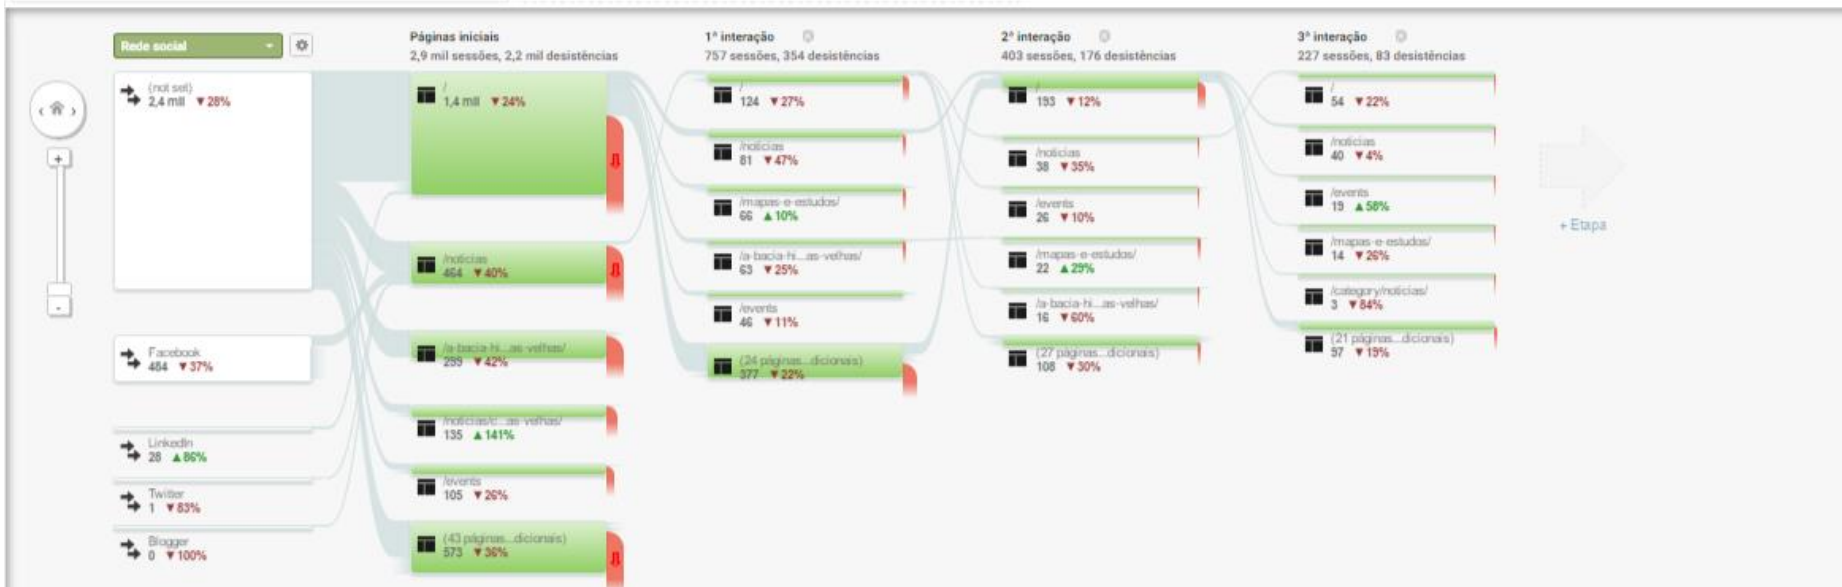 Rede social
(not set)
2,4 mil ▼28%
Facebook
484 ▼37%
LinkedIn
28 ▲86%
Twitter
1 ▼83%
Blogger
0 ▼100%
Páginas iniciais
2,9 mil sessões, 2,2 mil desistências
/
1,4 mil ▼24%
/noticias
464 ▼40%
/a-bacia-hi...as-velhas/
299 ▼42%
/noticias/c...as-velhas/
135 ▲141%
/events
105 ▼26%
(43 páginas...dicionais)
573 ▼36%
1ª interação
757 sessões, 354 desistências
/
124 ▼27%
/noticias
81 ▼47%
/mapas-e-estudos/
66 ▲10%
/a-bacia-hi...as-velhas/
63 ▼25%
/events
46 ▼11%
(24 páginas...dicionais)
377 ▼22%
2ª interação
403 sessões, 176 desistências
/
193 ▼12%
/noticias
38 ▼35%
/events
26 ▼10%
/mapas-e-estudos/
22 ▲29%
/a-bacia-hi...as-velhas/
16 ▼60%
(27 páginas...dicionais)
108 ▼30%
3ª interação
227 sessões, 83 desistências
/
54 ▼22%
/noticias
40 ▼4%
/events
19 ▲58%
/mapas-e-estudos/
14 ▼26%
/category/noticias/
3 ▼84%
(21 páginas...dicionais)
97 ▼19%
+ Etapa